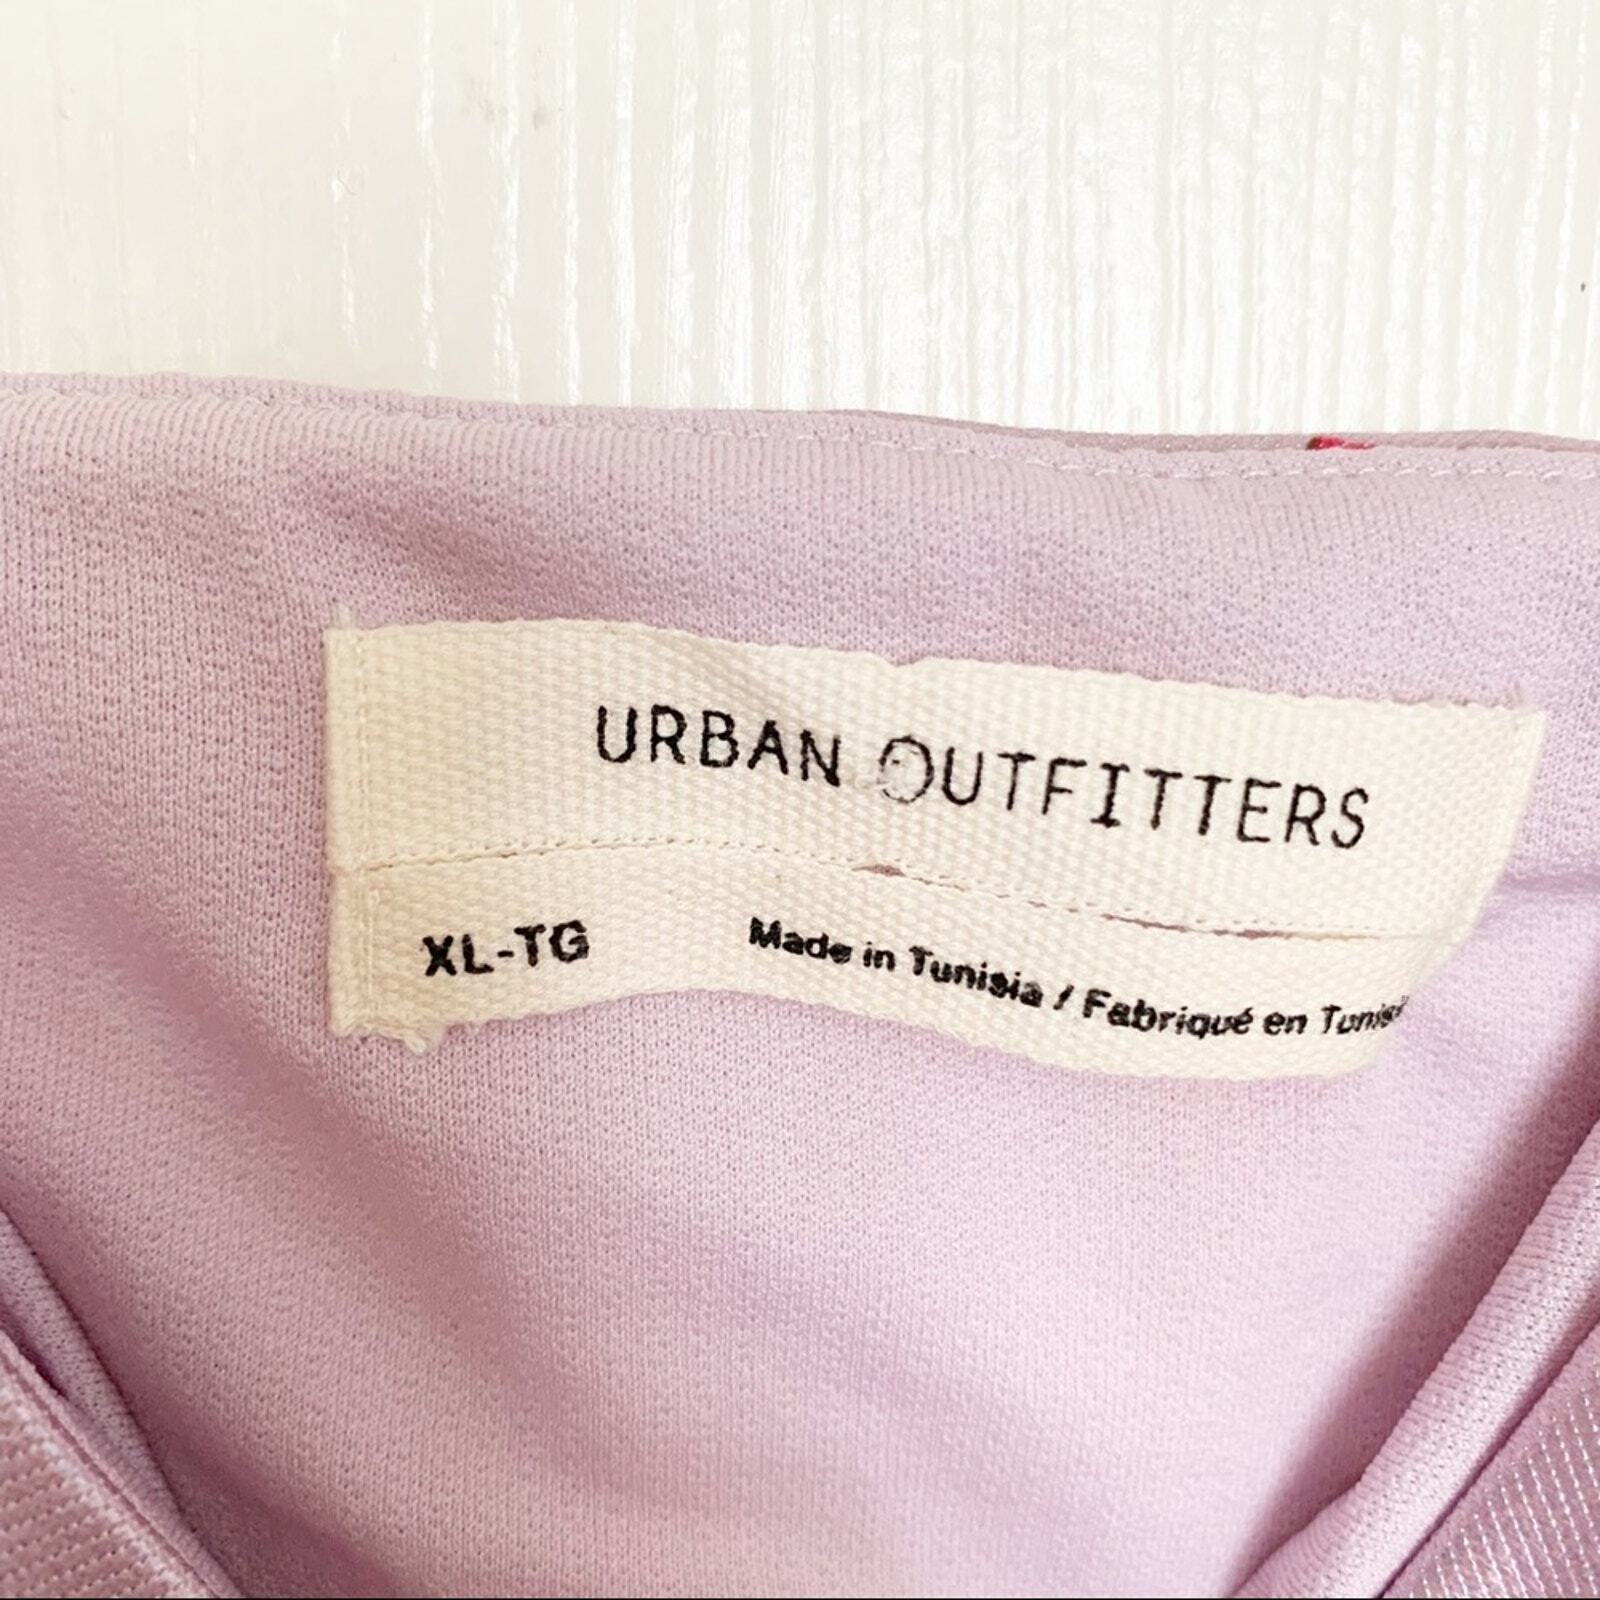 URBAN OUTFITTERS
XL-TG
Made in Tunisia / Fabriqué en